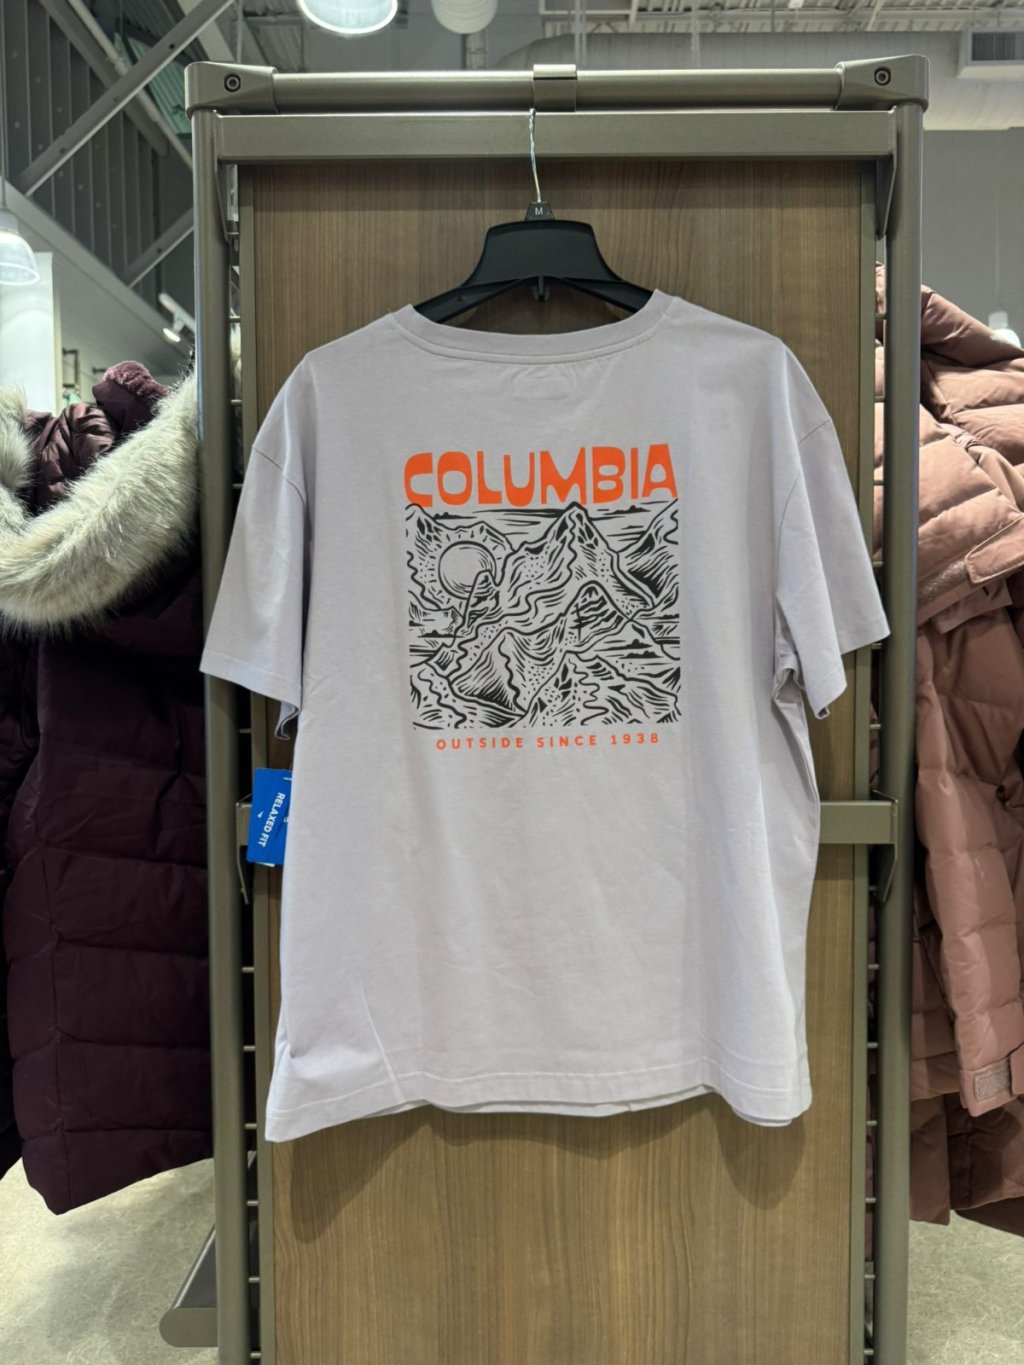 M
COLUMBIA
OUTSIDE SINCE 1938
RELAXED FIT